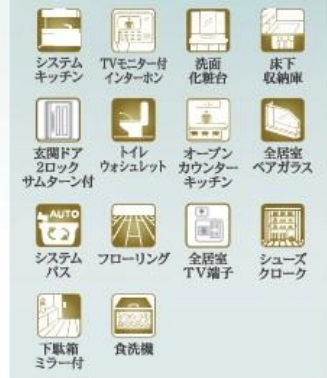 システム
キッチン
TVモニター付
インターホン
洗面
化粧台
床下
収納庫
玄関ドア
2ロック
サムターン付
トイレ
ウォシュレット
オープン
カウンター
キッチン
全居室
ペアガラス
AUTO
システム
バス
フローリング
全居室
TV端子
シューズ
クローク
下駄箱
ミラー付
食洗機